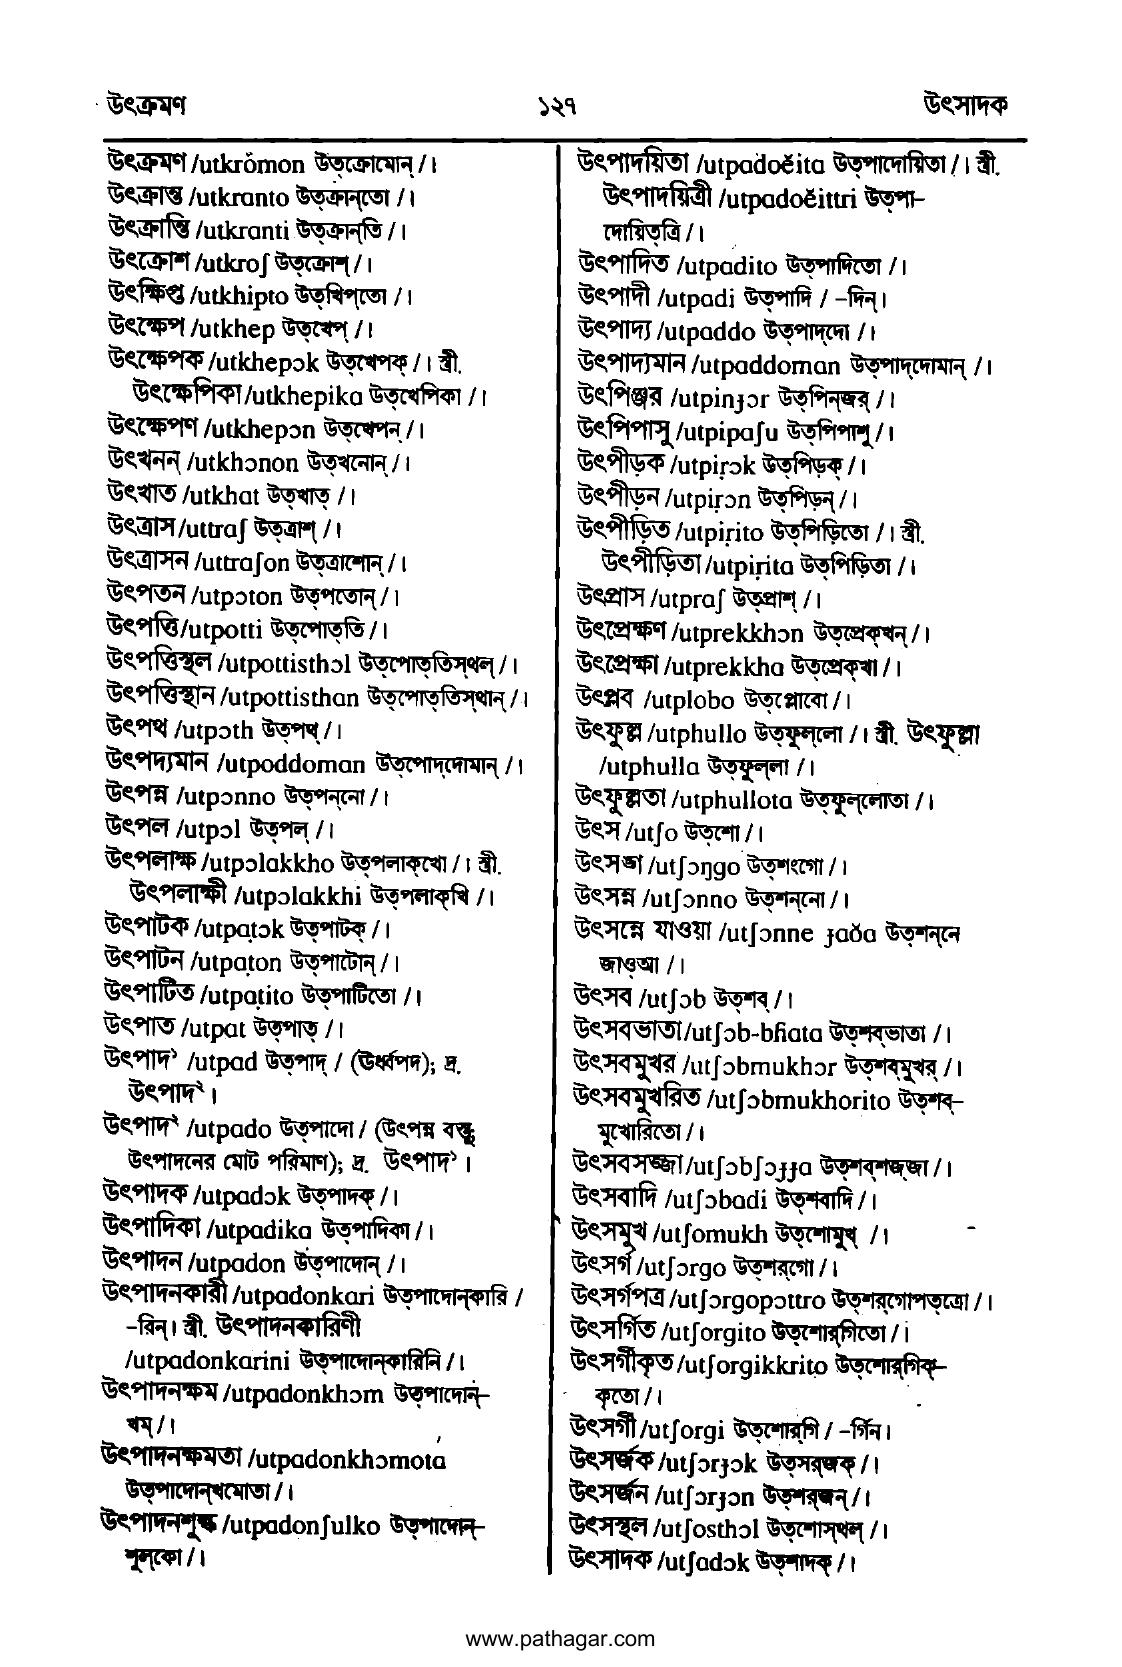 উৎক্রমণ ১২৭ উৎসাদক
উৎক্রমণ /utkrŏmon উত্‌ক্রোমোন্ /।
উৎক্রান্ত /utkranto উত্‌ক্রান্‌তো /।
উৎক্রান্তি /utkranti উত্‌ক্রান্‌তি /।
উৎক্রোশ /utkroʃ উত্‌ক্রোশ্ /।
উৎক্ষিপ্ত /utkhipto উত্‌খিপ্‌তো /।
উৎক্ষেপ /utkhep উত্‌খেপ্ /।
উৎক্ষেপক /utkhepɔk উত্‌খেপক্ /। স্ত্রী.
উৎক্ষেপিকা /utkhepika উত্‌খেপিকা /।
উৎক্ষেপণ /utkhepɔn উত্‌খেপন্ /।
উৎখনন্ /utkhɔnon উত্‌খনোন্ /।
উৎখাত /utkhat উত্‌খাত্ /।
উৎত্রাস /uttraʃ উত্‌ত্রাশ্ /।
উৎত্রাসন /uttraʃon উত্‌ত্রাশোন্ /।
উৎপতন /utpɔton উত্‌পতোন্ /।
উৎপত্তি /utpotti উত্‌পোত্‌তি /।
উৎপত্তিস্থল /utpottisthɔl উত্‌পোত্‌তিস্‌থল্ /।
উৎপত্তিস্থান /utpottisthan উত্‌পোত্‌তিস্‌থান্ /।
উৎপথ /utpɔth উত্‌পথ্ /।
উৎপদ্যমান /utpoddoman উত্‌পোদ্‌দোমান্ /।
উৎপন্ন /utpɔnno উত্‌পন্‌নো /।
উৎপল /utpɔl উত্‌পল্ /।
উৎপলাক্ষ /utpɔlakkho উত্‌পলাক্‌খো /। স্ত্রী.
উৎপলাক্ষী /utpɔlakkhi উত্‌পলাক্‌খি /।
উৎপাটক /utpaṭɔk উত্‌পাটক্ /।
উৎপাটন /utpaṭon উত্‌পাটোন্ /।
উৎপাটিত /utpaṭito উত্‌পাটিতো /।
উৎপাত /utpat উত্‌পাত্ /।
উৎপাদ১ /utpad উত্‌পাদ্ / (ঊর্ধ্বপদ); দ্র.
উৎপাদ২।
উৎপাদ২ /utpado উত্‌পাদো / (উৎপন্ন বস্তু
উৎপাদনের মোট পরিমাণ); দ্র. উৎপাদ১।
উৎপাদক /utpadɔk উত্‌পাদক্ /।
উৎপাদিকা /utpadika উত্‌পাদিকা /।
উৎপাদন /utpadon উত্‌পাদোন্ /।
উৎপাদনকারী /utpadonkari উত্‌পাদোন্‌কারি /
–রিন্। স্ত্রী. উৎপাদনকারিণী
/utpadonkarini উত্‌পাদোন্‌কারিনি /।
উৎপাদনক্ষম /utpadonkhɔm উত্‌পাদোন্–
খম্ /।
উৎপাদনক্ষমতা /utpadonkhɔmota
উত্‌পাদোন্‌খমোতা /।
উৎপাদনশুল্ক /utpadonʃulko উত্‌পাদোন্–
শুল্‌কো /।
উৎপাদয়িতা /utpadoĕita উত্‌পাদোয়িতা /। স্ত্রী.
উৎপাদয়িত্রী /utpadoĕittri উত্‌পা–
দোয়িত্‌ত্রি /।
উৎপাদিত /utpadito উত্‌পাদিতো /।
উৎপাদী /utpadi উত্‌পাদি / –দিন্।
উৎপাদ্য /utpaddo উত্‌পাদ্‌দো /।
উৎপাদ্যমান /utpaddoman উত্‌পাদ্‌দোমান্ /।
উৎপিঞ্জর /utpinɟɔr উত্‌পিন্‌জর্ /।
উৎপিপাসু /utpipaʃu উত্‌পিপাশু /।
উৎপীড়ক /utpiṛɔk উত্‌পিড়ক্ /।
উৎপীড়ন /utpiṛɔn উত্‌পিড়ন্ /।
উৎপীড়িত /utpiṛito উত্‌পিড়িতো /। স্ত্রী.
উৎপীড়িতা /utpiṛita উত্‌পিড়িতা /।
উৎপ্রাস /utpraʃ উত্‌প্রাশ্ /।
উৎপ্রেক্ষণ /utprekkhɔn উত্‌প্রেক্‌খন্ /।
উৎপ্রেক্ষা /utprekkha উত্‌প্রেক্‌খা /।
উৎপ্লব /utplobo উত্‌প্লোবো /।
উৎফুল্ল /utphullo উত্‌ফুল্‌লো /। স্ত্রী. উৎফুল্লা
/utphulla উত্‌ফুল্‌লা /।
উৎফুল্লতা /utphullota উত্‌ফুল্‌লোতা /।
উৎস /utʃo উত্‌শো /।
উৎসঙ্গ /utʃɔŋgo উত্‌শংগো /।
উৎসন্ন /utʃɔnno উত্‌শন্‌নো /।
উৎসন্নে যাওয়া /utʃɔnne ɟaŏa উত্‌শন্‌নে
জাওআ /।
উৎসব /utʃɔb উত্‌শব্ /।
উৎসবভাতা /utʃɔb-bɦata উত্‌শব্‌ভাতা /।
উৎসবমুখর /utʃɔbmukhɔr উত্‌শবমুখর্ /।
উৎসবমুখরিত /utʃɔbmukhorito উত্‌শব্–
মুখোরিতো /।
উৎসবসজ্জা /utʃɔbʃɔɟɟa উত্‌শব্‌শজ্‌জা /।
উৎসবাদি /utʃɔbadi উত্‌শবাদি /।
উৎসমুখ /utʃomukh উত্‌শোমুখ্ /।
উৎসর্গ /utʃɔrgo উত্‌শর্‌গো /।
উৎসর্গপত্র /utʃɔrgopɔttro উত্‌শর্‌গোপত্‌ত্রো /।
উৎসর্গিত /utʃorgito উত্‌শোর্‌গিতো /।
উৎসর্গীকৃত /utʃorgikkrito উত্‌শোর্‌গিক্–
কৃতো /।
উৎসর্গী /utʃorgi উত্‌শোর্‌গি / –র্গিন।
উৎসর্জক /utʃɔrɟɔk উত্‌সর্‌জক্ /।
উৎসর্জন /utʃɔrɟɔn উত্‌শর্‌জন্ /।
উৎসস্থল /utʃosthɔl উত্‌শোস্‌থল্ /।
উৎসাদক /utʃadɔk উত্‌শাদক্ /।
www.pathagar.com